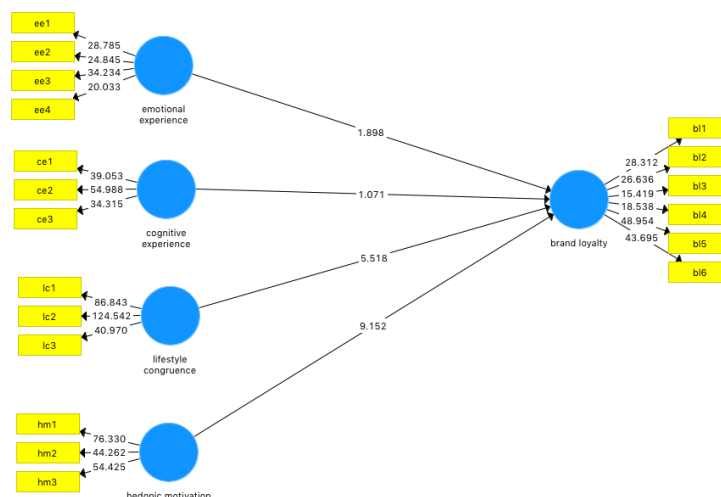 ee1
28.785
ee2
24.845
ee3
34.234
ee4
20.033
emotional
experience
1.898
ce1
39.053
ce2
54.988
ce3
34.315
cognitive
experience
1.071
lc1
86.843
lc2
124.542
lc3
40.970
lifestyle
congruence
5.518
hm1
76.330
hm2
44.262
hm3
54.425
hedonic motivation
9.152
brand loyalty
bl1
28.312
bl2
26.636
bl3
15.419
bl4
18.538
bl5
48.954
bl6
43.695